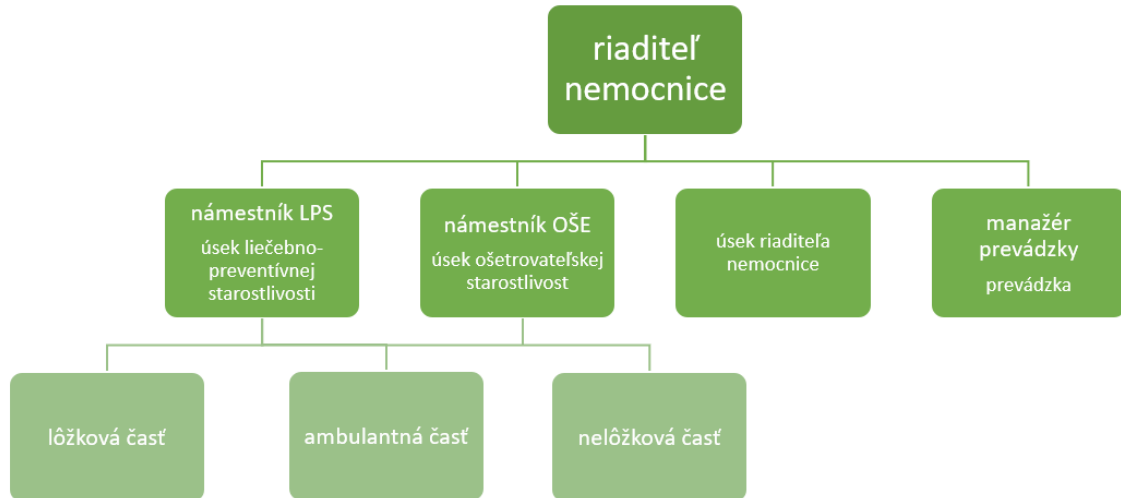 riaditeľ
nemocnice
námestník LPS
úsek liečebno-
preventívnej
starostlivosti
námestník OŠE
úsek ošetrovateľskej
starostlivost
úsek riaditeľa
nemocnice
manažér
prevádzky
prevádzka
lôžková časť
ambulantná časť
nelôžková časť